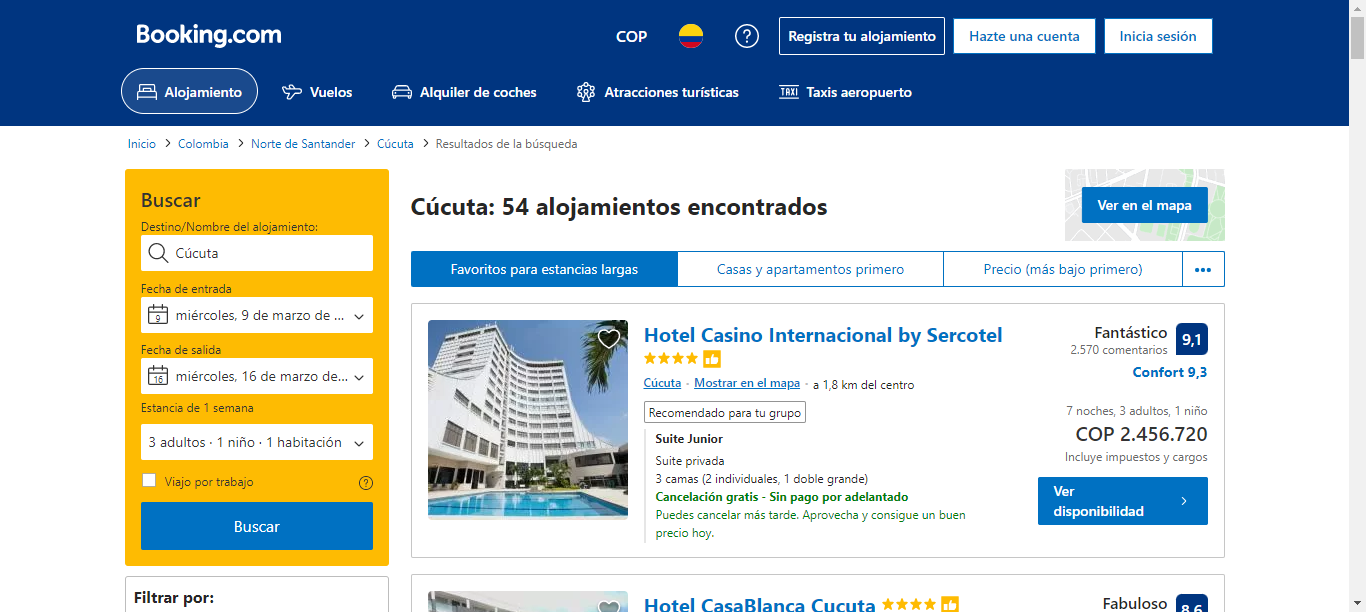 Booking.com
COP
Registra tu alojamiento
Hazte una cuenta
Inicia sesión
Alojamiento
Vuelos
Alquiler de coches
Atracciones turísticas
TAXI Taxis aeropuerto
Inicio > Colombia > Norte de Santander > Cúcuta > Resultados de la búsqueda
Buscar
Destino/Nombre del alojamiento:
Cúcuta
Fecha de entrada
9 miércoles, 9 de marzo de ...
Fecha de salida
16 miércoles, 16 de marzo de...
Estancia de 1 semana
3 adultos · 1 niño · 1 habitación
Viajo por trabajo
Buscar
Filtrar por:
Cúcuta: 54 alojamientos encontrados
Ver en el mapa
Favoritos para estancias largas
Casas y apartamentos primero
Precio (más bajo primero)
Hotel Casino Internacional by Sercotel
Cúcuta · Mostrar en el mapa · a 1,8 km del centro
Recomendado para tu grupo
Suite Junior
Suite privada
3 camas (2 individuales, 1 doble grande)
Cancelación gratis - Sin pago por adelantado
Puedes cancelar más tarde. Aprovecha y consigue un buen
precio hoy.
Fantástico
2.570 comentarios
9,1
Confort 9,3
7 noches, 3 adultos, 1 niño
COP 2.456.720
Incluye impuestos y cargos
Ver
disponibilidad
Hotel CasaBlanca Cucuta
Fabuloso
8,6